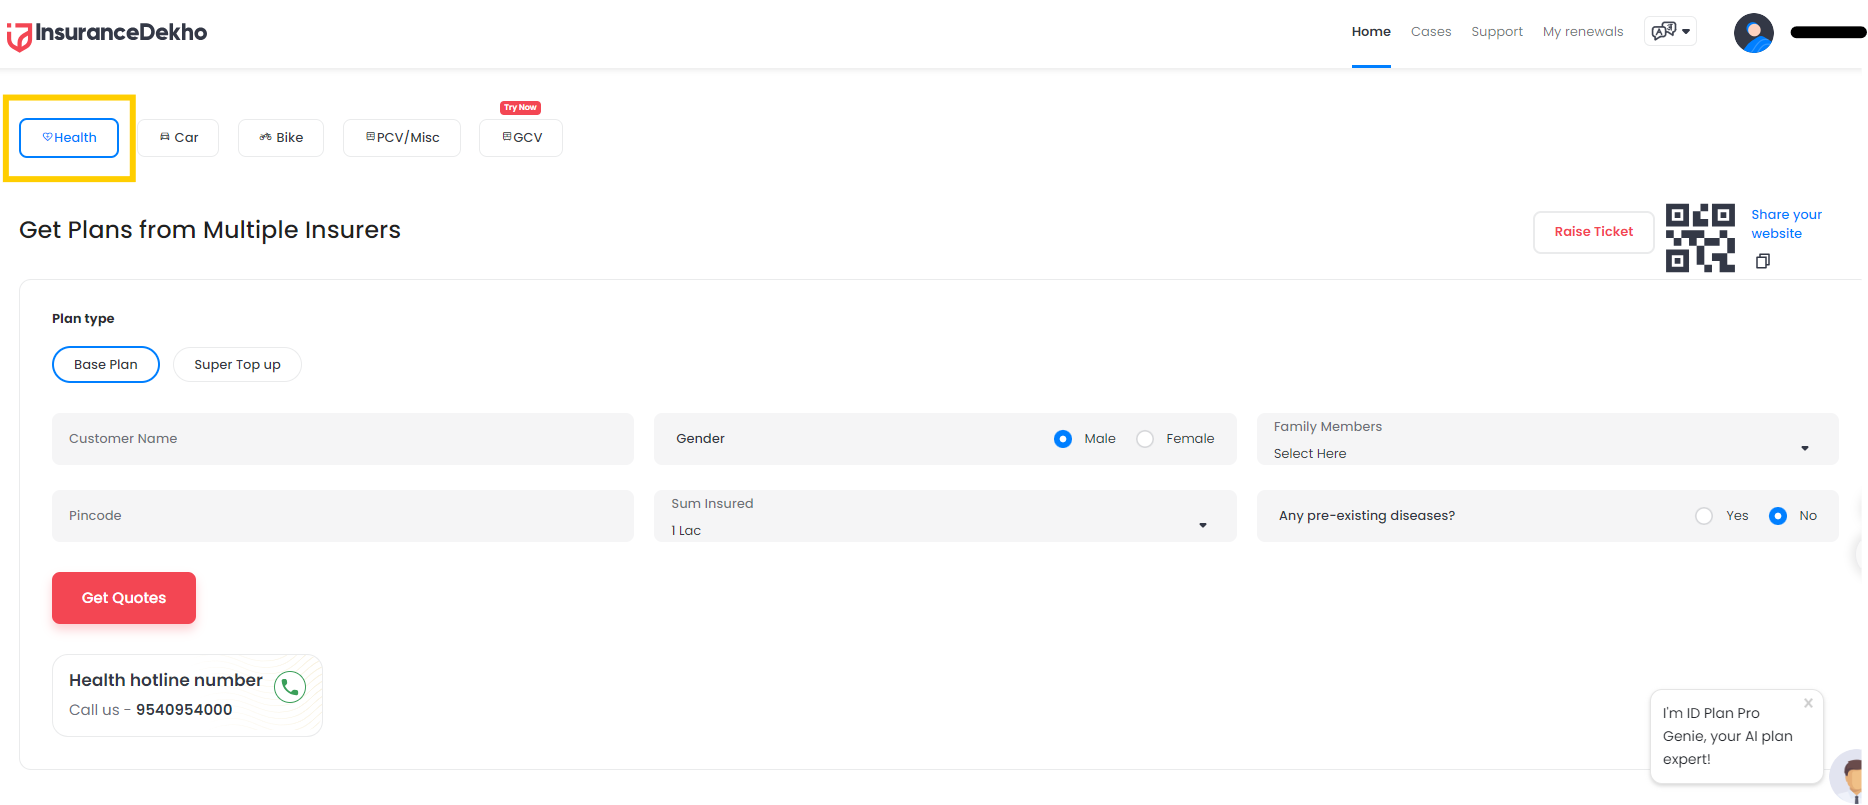 InsuranceDekho
Home Cases Support My renewals
Try Now
Health Car Bike PCV/Misc GCV
Get Plans from Multiple Insurers
Raise Ticket
Share your
website
Plan type
Base Plan Super Top up
Customer Name
Gender Male Female
Family Members
Select Here
Pincode
Sum Insured
1 Lac
Any pre-existing diseases? Yes No
Get Quotes
Health hotline number
Call us - 9540954000
I'm ID Plan Pro
Genie, your AI plan
expert!